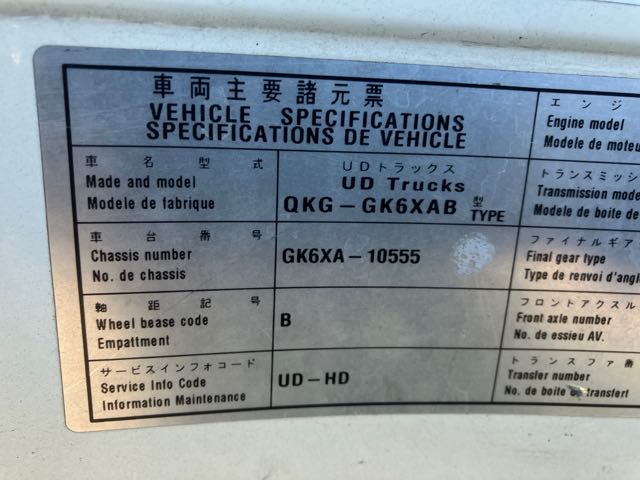 車両主要諸元票
VEHICLE SPECIFICATIONS
SPECIFICATIONS DE VEHICLE
車名型式
Made and model
Modele de fabrique
UDトラックス
UD Trucks
QKG-GK6XAB 型 TYPE
車台番号
Chassis number
No. de chassis
GK6XA-10555
軸距記号
Wheel bease code
Empattment
B
サービスインフォコード
Service Info Code
Information Maintenance
UD-HD
エンジ
Engine model
Modele de moteu
トランスミッシ
Transmission mode
Modele de boite de
ファイナルギア
Final gear type
Type de renvoi d'angl
フロントアクスル
Front axle number
No. de essieu AV.
トランスファ番
Transfer number
No. de boite de transfert